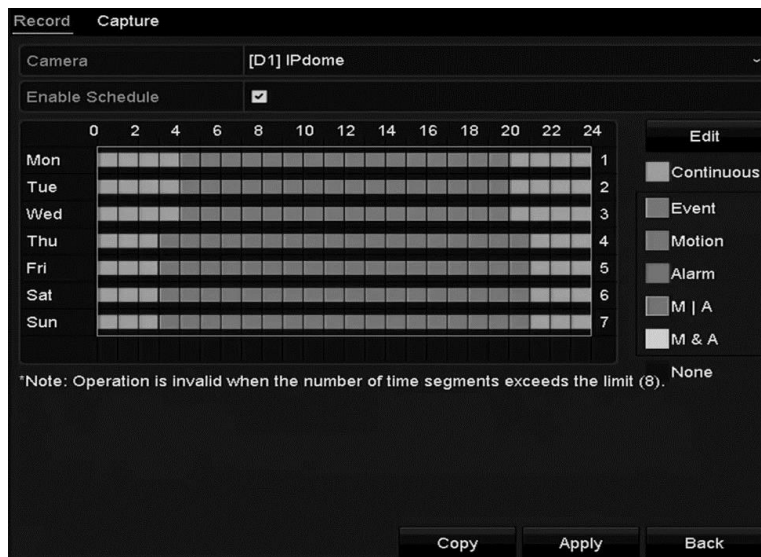 Record Capture
Camera [D1] IPdome
Enable Schedule
0 2 4 6 8 10 12 14 16 18 20 22 24
Edit
Mon 1
Continuous
Tue 2
Wed 3
Event
Thu 4
Motion
Fri 5
Alarm
Sat 6
M | A
Sun 7
M & A
None
*Note: Operation is invalid when the number of time segments exceeds the limit (8).
Copy Apply Back